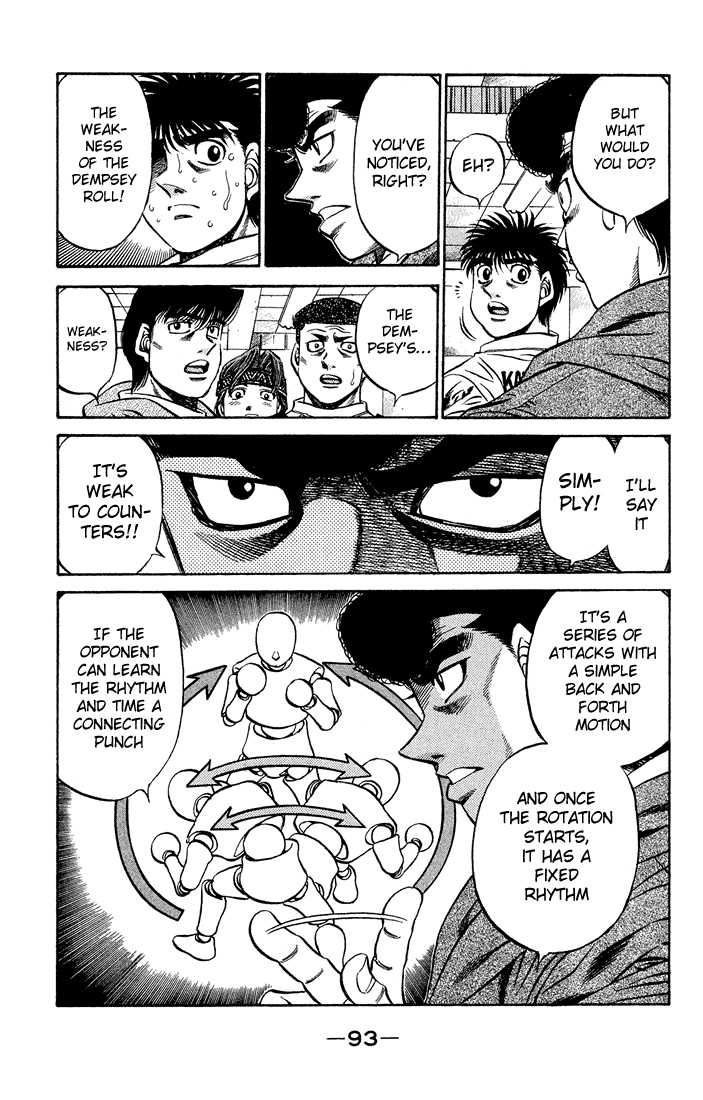 BUT
WHAT
WOULD
YOU DO?
EH?
YOU'VE
NOTICED,
RIGHT?
THE
WEAK-
NESS
OF THE
DEMPSEY
ROLL!
THE
DEM-
PSEY'S...
WEAK-
NESS?
KA
I'LL
SAY
IT
SIM-
PLY!
IT'S
WEAK
TO COUN-
TERS!!
IT'S A
SERIES OF
ATTACKS WITH
A SIMPLE
BACK AND
FORTH
MOTION
AND ONCE
THE ROTATION
STARTS,
IT HAS A
FIXED
RHYTHM
IF THE
OPPONENT
CAN LEARN
THE RHYTHM
AND TIME A
CONNECTING
PUNCH
—93—